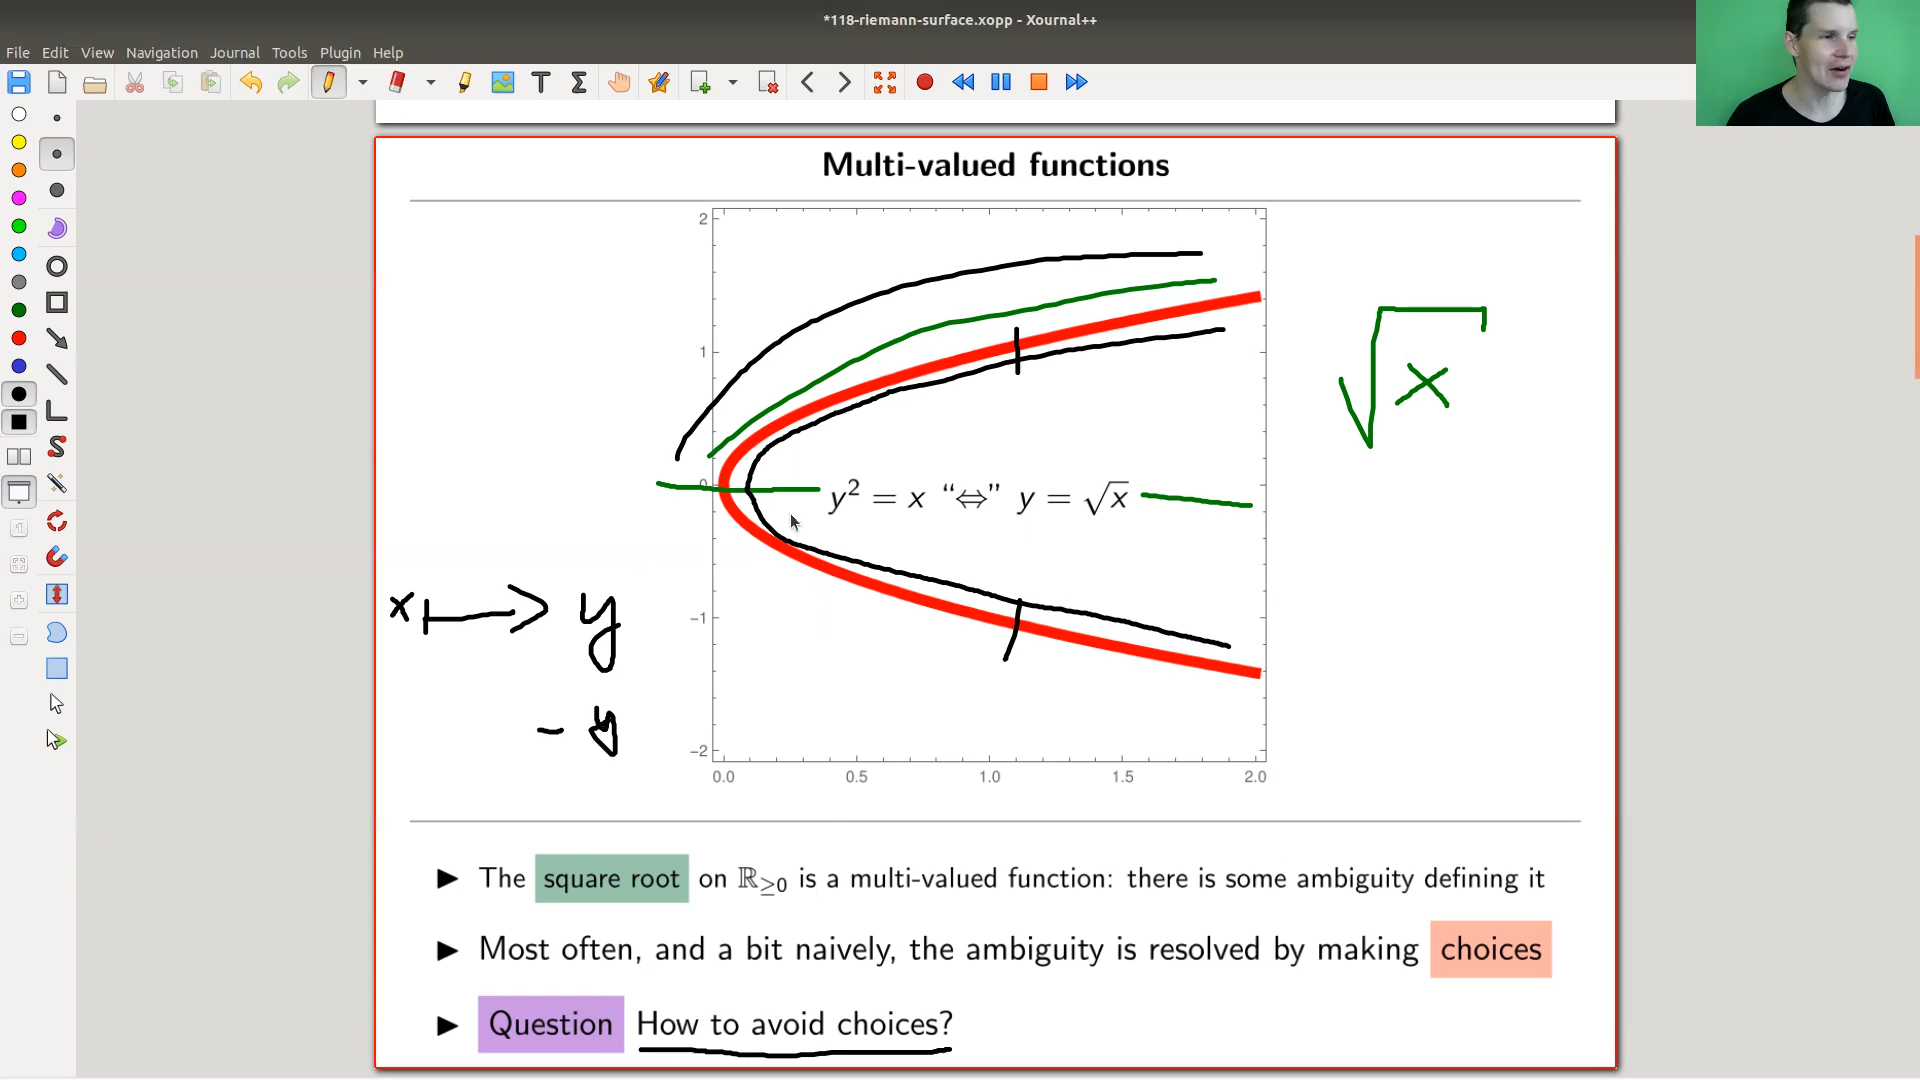 *118-riemann-surface.xopp - Xournal++
File Edit View Navigation Journal Tools Plugin Help
Multi-valued functions
2
1
0
−1
−2
0.0 0.5 1.0 1.5 2.0
y² = x “⇔” y = √x
√x
x ↦ y
- y
▶ The square root on ℝ≥0 is a multi-valued function: there is some ambiguity defining it
▶ Most often, and a bit naively, the ambiguity is resolved by making choices
▶ Question How to avoid choices?